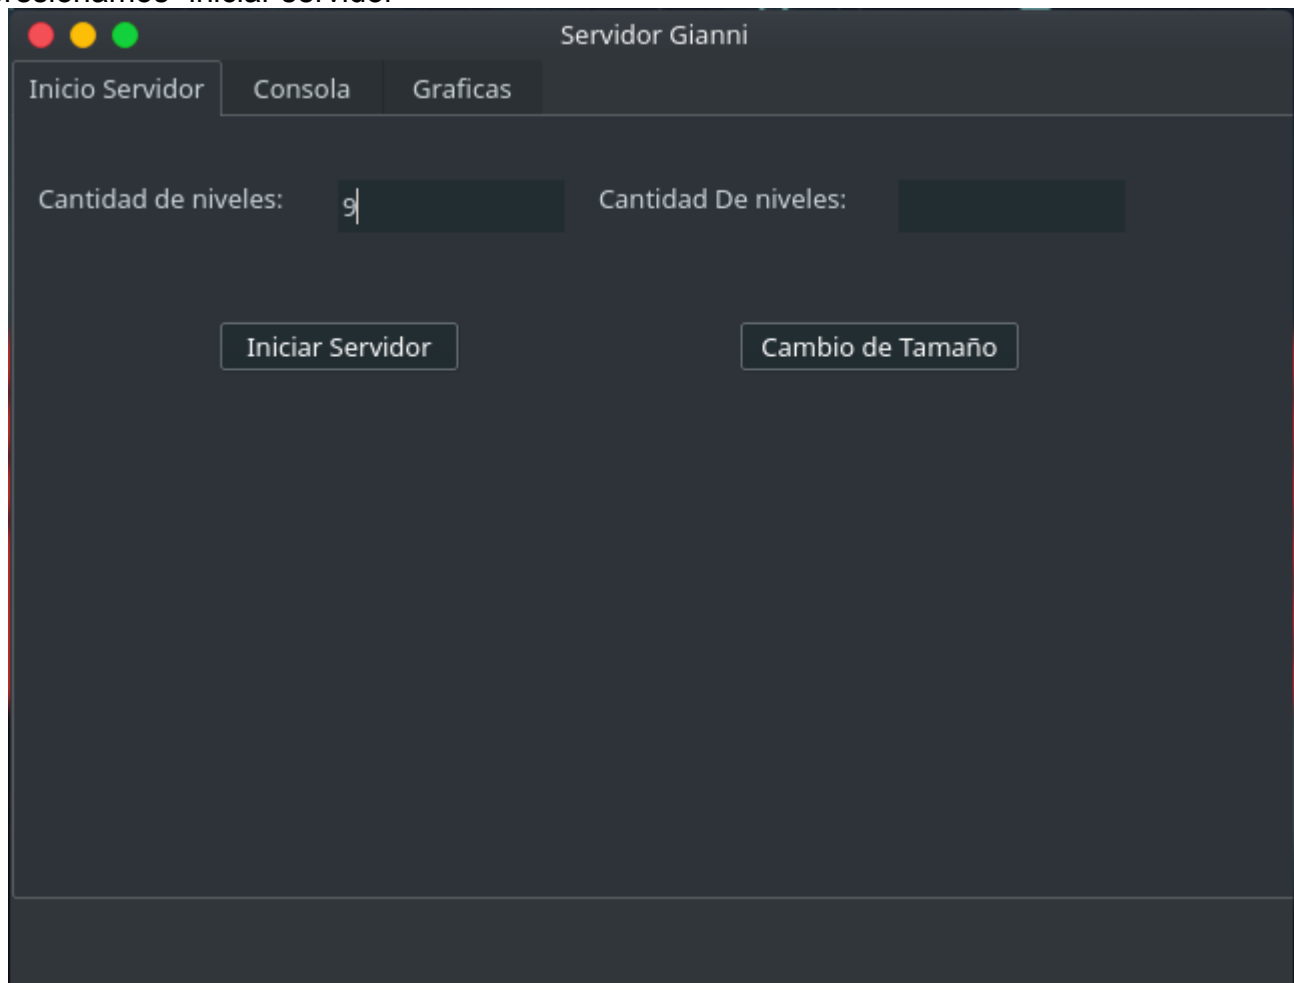 Servidor Gianni
Inicio Servidor Consola Graficas
Cantidad de niveles: 9 Cantidad De niveles:
Iniciar Servidor Cambio de Tamaño